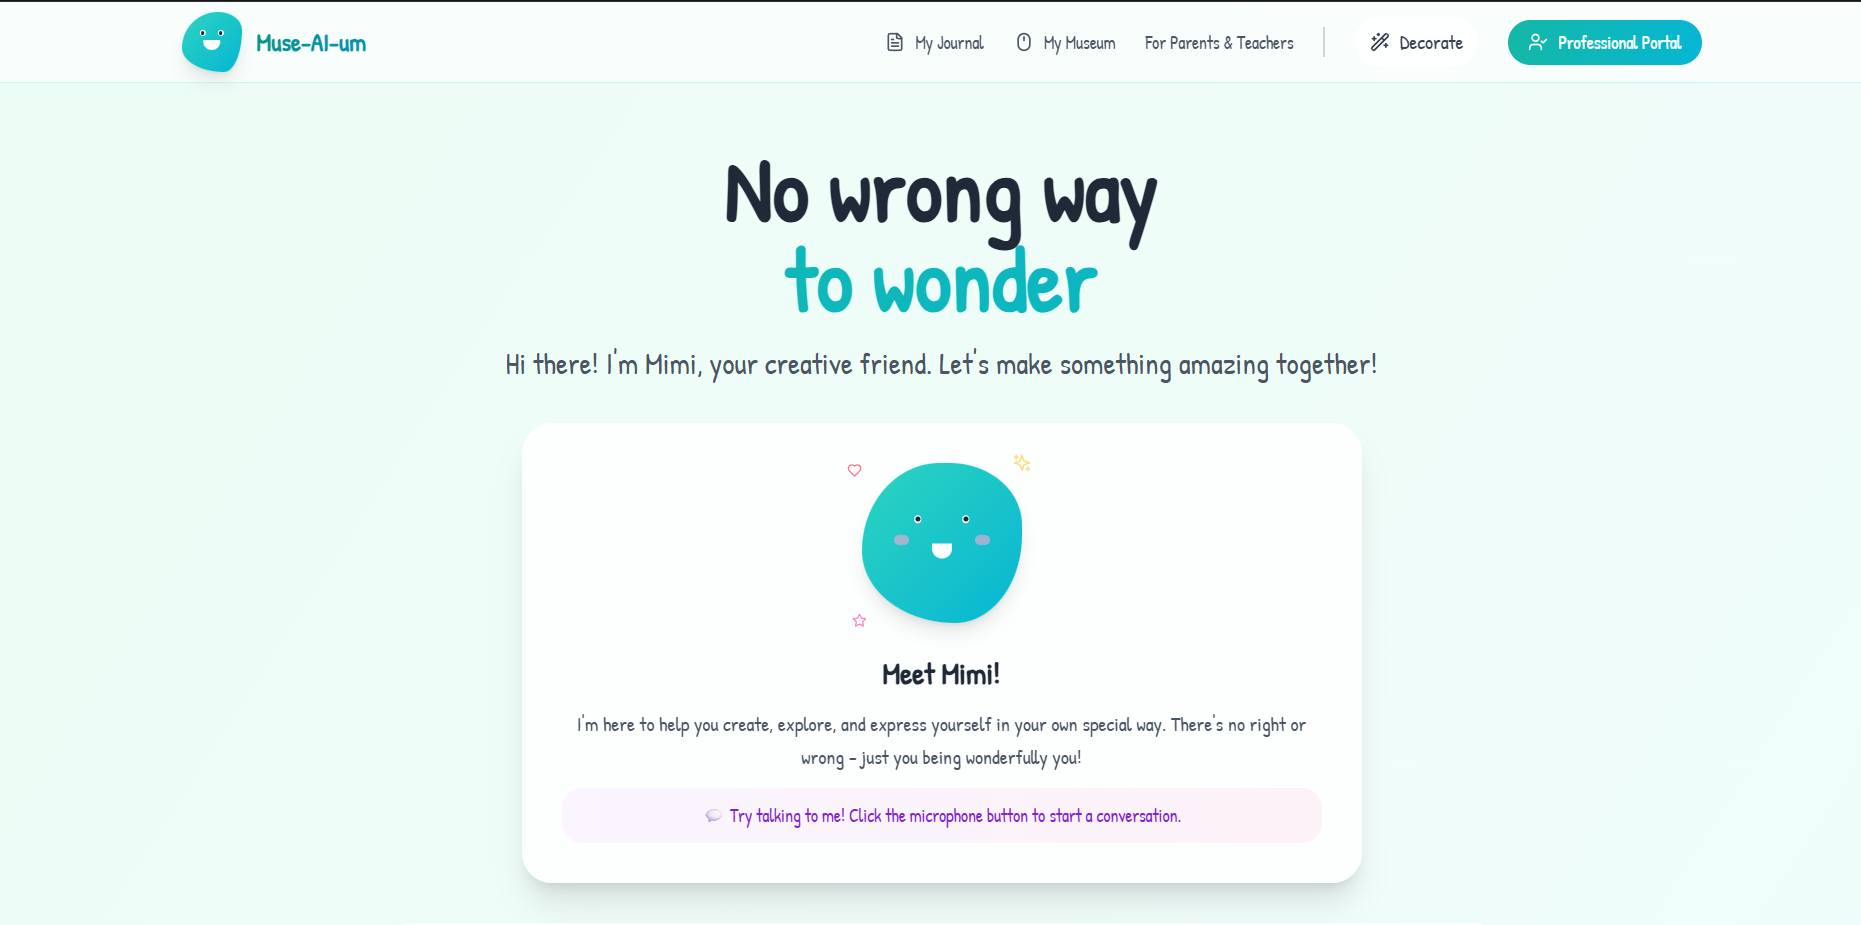 Muse-AI-um
My Journal
My Museum
For Parents & Teachers
Decorate
Professional Portal
No wrong way
to wonder
Hi there! I'm Mimi, your creative friend. Let's make something amazing together!
Meet Mimi!
I'm here to help you create, explore, and express yourself in your own special way. There's no right or
wrong - just you being wonderfully you!
💬 Try talking to me! Click the microphone button to start a conversation.